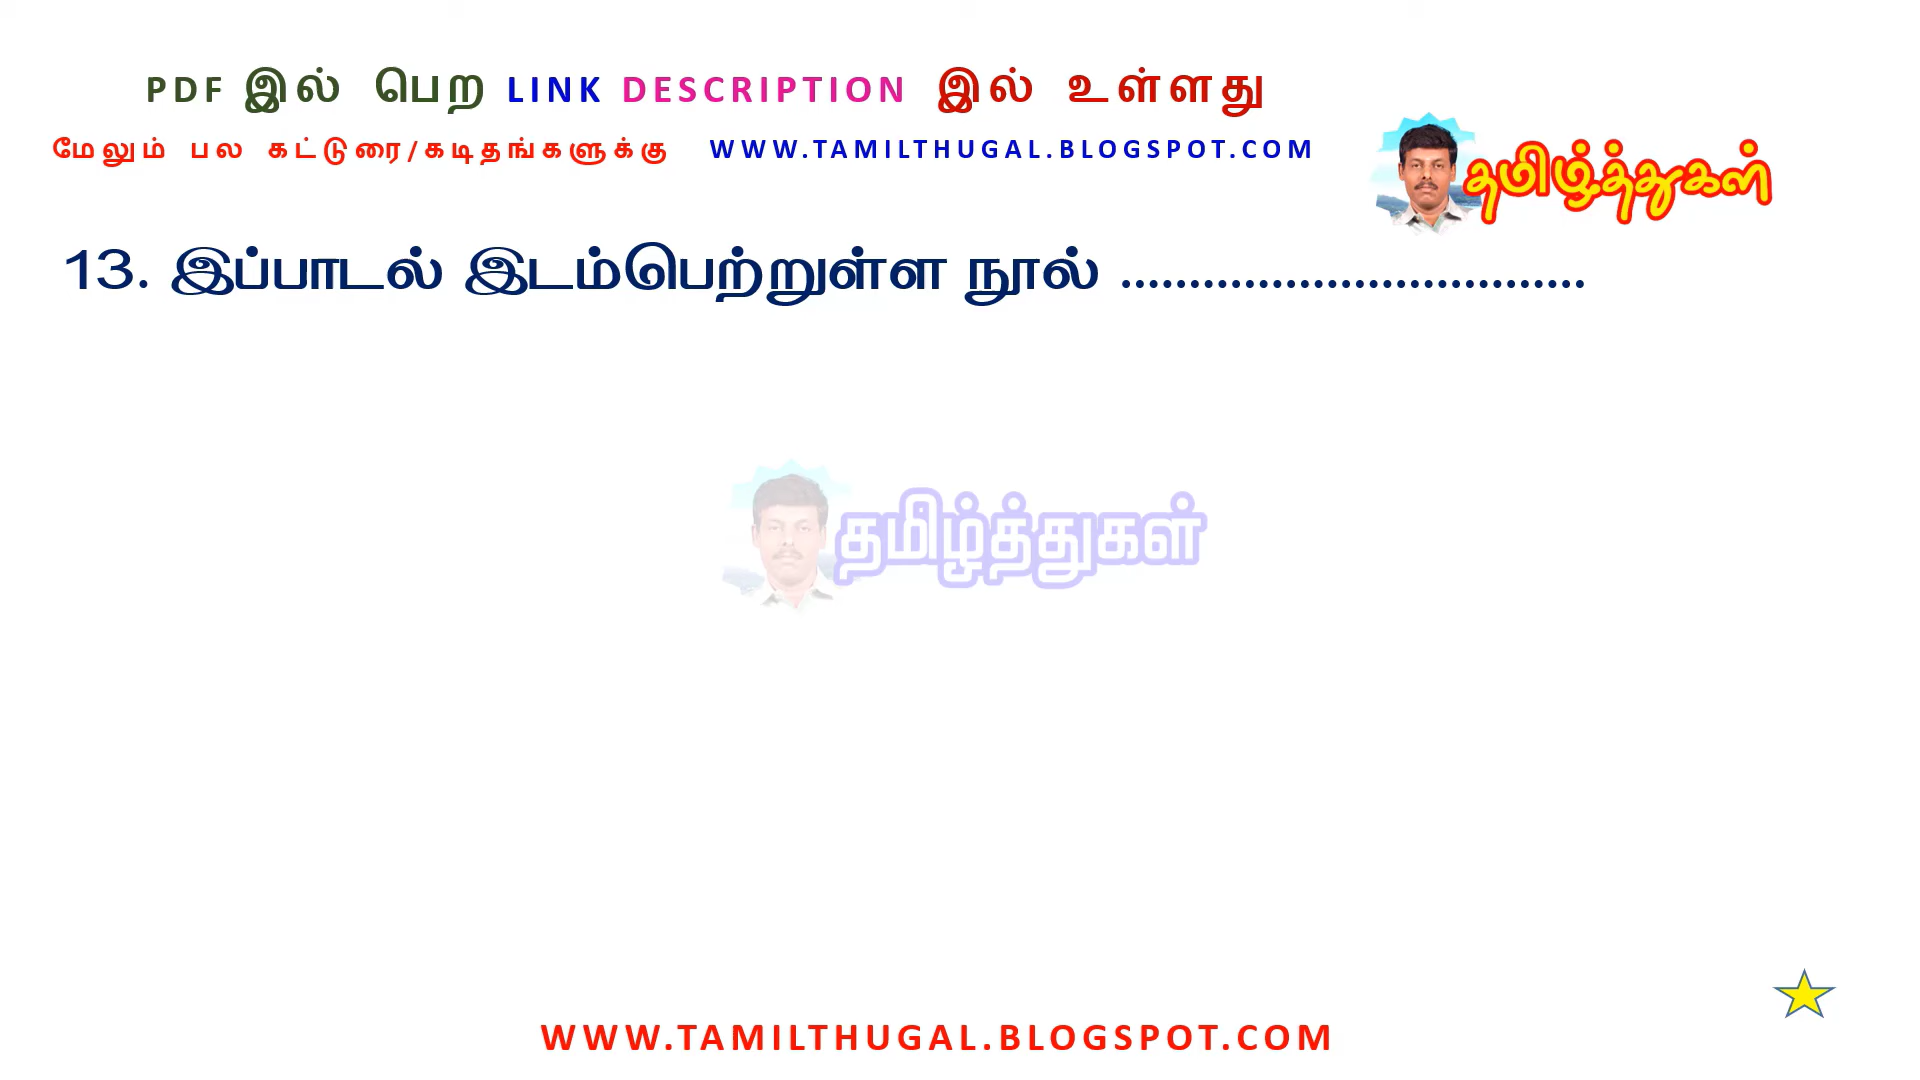 PDF இல் பெற LINK DESCRIPTION இல் உள்ளது
மேலும் பல கட்டுரை/கடிதங்களுக்கு WWW.TAMILTHUGAL.BLOGSPOT.COM
தமிழ்த்துகள்
13. இப்பாடல் இடம்பெற்றுள்ள நூல் ..................................
தமிழ்த்துகள்
WWW.TAMILTHUGAL.BLOGSPOT.COM